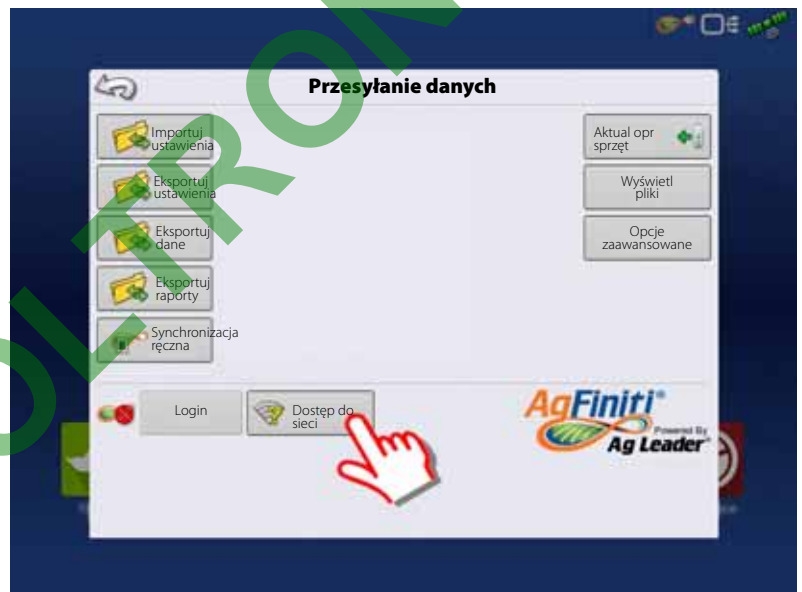 Przesyłanie danych
Importuj
ustawienia
Eksportuj
ustawienia
Eksportuj
dane
Eksportuj
raporty
Synchronizacja
ręczna
Aktual opr
sprzęt
Wyświetl
pliki
Opcje
zaawansowane
Login
Dostęp do
sieci
AgFiniti
Powered By
Ag Leader